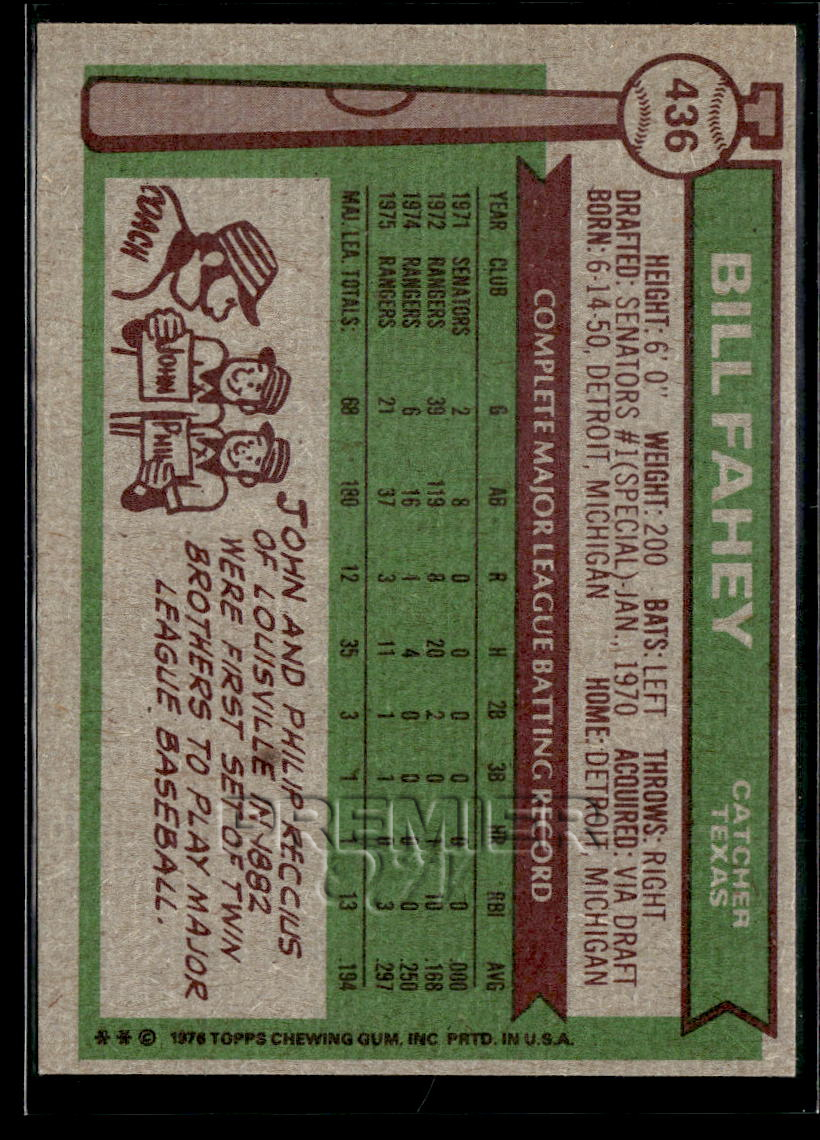 436
BILL FAHEY
CATCHER
TEXAS
HEIGHT: 6' 0" WEIGHT: 200 BATS: LEFT THROWS: RIGHT
DRAFTED: SENATORS #1(SPECIAL)-JAN., 1970 ACQUIRED: VIA DRAFT
BORN: 6-14-50, DETROIT, MICHIGAN HOME: DETROIT, MICHIGAN
COMPLETE MAJOR LEAGUE BATTING RECORD
YEAR CLUB G AB R H 2B 3B HR RBI AVG
1971 SENATORS 2 8 0 0 0 0 0 0 .000
1972 RANGERS 39 119 8 20 2 0 1 10 .168
1974 RANGERS 6 16 1 4 0 0 0 0 .250
1975 RANGERS 21 37 3 11 1 1 0 3 .297
MAJ. LEA. TOTALS: 68 180 12 35 3 1 1 13 .194
COACH
JOHN
PHIL
JOHN AND PHILIP RECCIUS
OF LOUISVILLE IN 1882
WERE FIRST SET OF TWIN
BROTHERS TO PLAY MAJOR
LEAGUE BASEBALL.
** © 1976 TOPPS CHEWING GUM, INC PRTD. IN U.S.A.
PREMIER